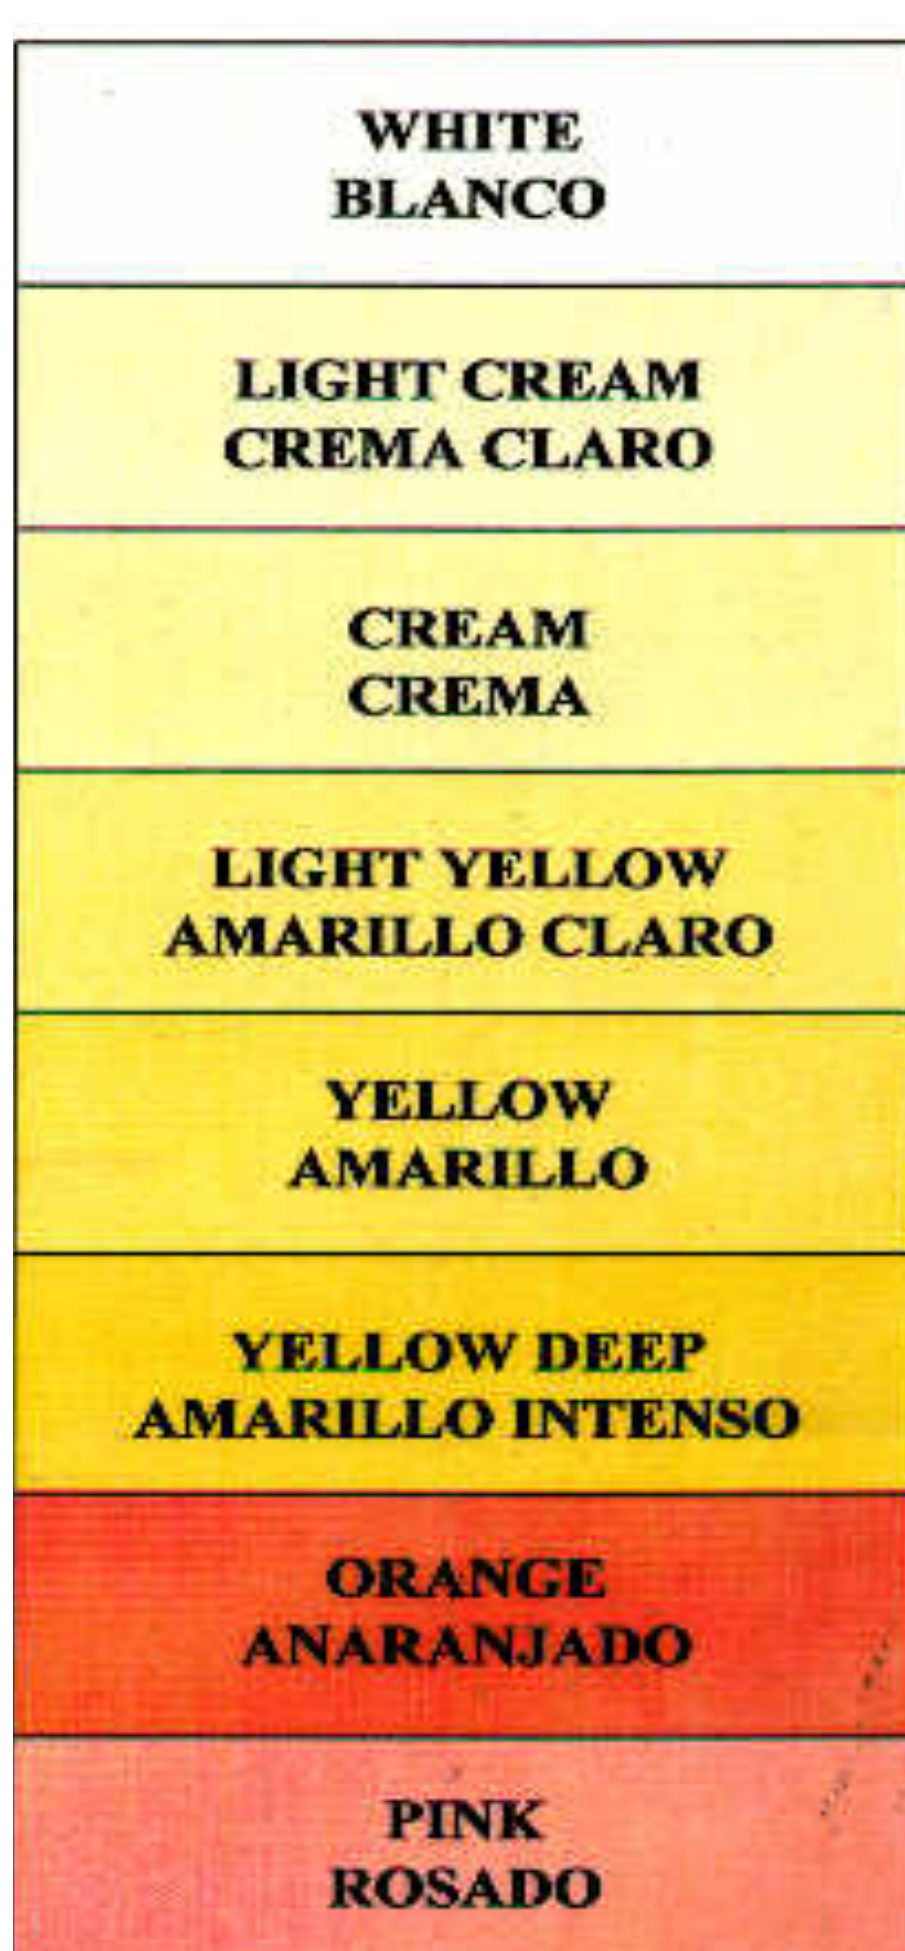 WHITE
BLANCO
LIGHT CREAM
CREMA CLARO
CREAM
CREMA
LIGHT YELLOW
AMARILLO CLARO
YELLOW
AMARILLO
YELLOW DEEP
AMARILLO INTENSO
ORANGE
ANARANJADO
PINK
ROSADO